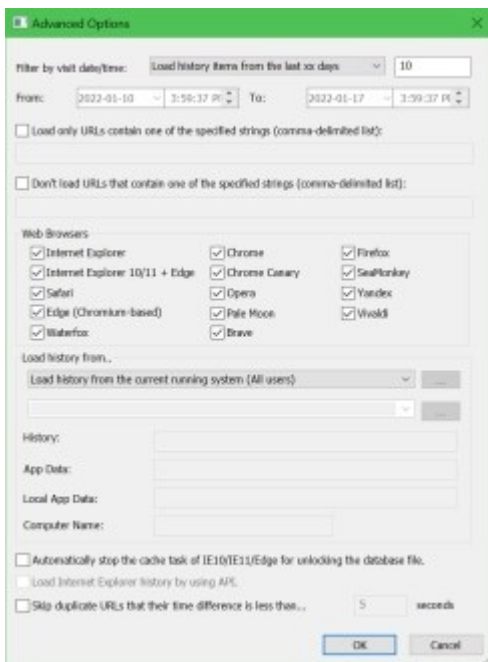 Advanced Options
Filter by visit date/time: Load history items from the last xx days 10
From: 2022-01-10 3:59:37 PM To: 2022-01-17 3:59:37 PM
Load only URLs contain one of the specified strings (comma-delimited list):
Don't load URLs that contain one of the specified strings (comma-delimited list):
Web Browsers
Internet Explorer Chrome Firefox
Internet Explorer 10/11 + Edge Chrome Canary SeaMonkey
Safari Opera Yandex
Edge (Chromium-based) Pale Moon Vivaldi
Waterfox Brave
Load history from..
Load history from the current running system (All users) ...
...
History:
App Data:
Local App Data:
Computer Name:
Automatically stop the cache task of IE10/IE11/Edge for unlocking the database file.
Load Internet Explorer history by using API.
Skip duplicate URLs that their time difference is less than... 5 seconds
OK Cancel